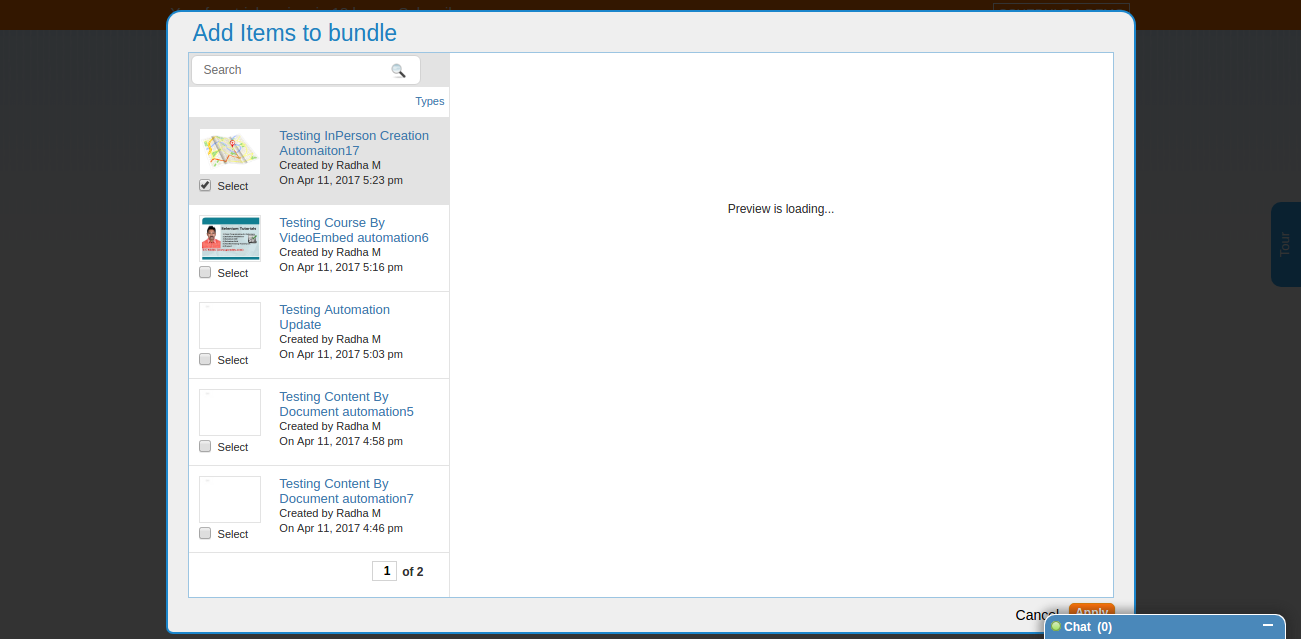 Add Items to bundle
Search
Types
Testing InPerson Creation
Automaiton17
Created by Radha M
On Apr 11, 2017 5:23 pm
Select
Testing Course By
VideoEmbed automation6
Created by Radha M
On Apr 11, 2017 5:16 pm
Select
Testing Automation
Update
Created by Radha M
On Apr 11, 2017 5:03 pm
Select
Testing Content By
Document automation5
Created by Radha M
On Apr 11, 2017 4:58 pm
Select
Testing Content By
Document automation7
Created by Radha M
On Apr 11, 2017 4:46 pm
Select
1 of 2
Preview is loading...
Tour
Cancel Apply
Chat (0)